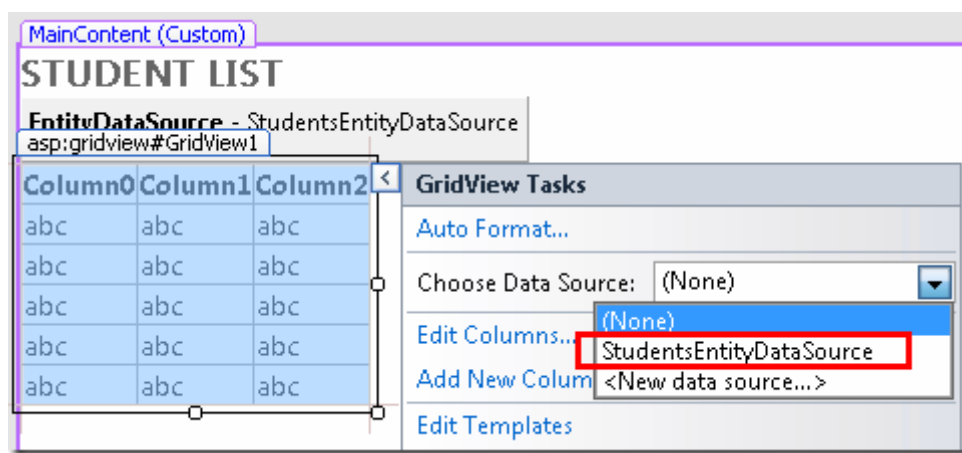 MainContent (Custom)
STUDENT LIST
EntityDataSource - StudentsEntityDataSource
asp:gridview#GridView1
Column0 Column1 Column2
abc abc abc
abc abc abc
abc abc abc
abc abc abc
abc abc abc
<
GridView Tasks
Auto Format...
Choose Data Source: (None)
(None)
StudentsEntityDataSource
<New data source...>
Edit Columns...
Add New Colum
Edit Templates